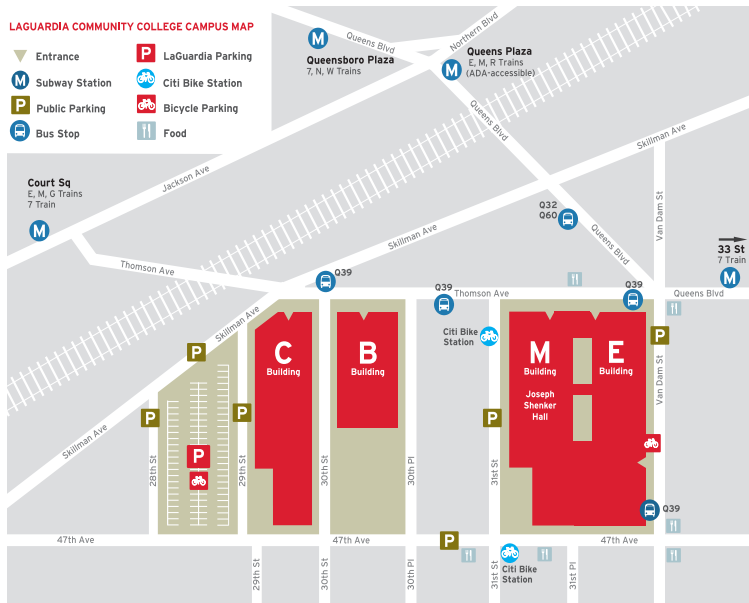 LAGUARDIA COMMUNITY COLLEGE CAMPUS MAP
Entrance
P LaGuardia Parking
M Subway Station
Citi Bike Station
P Public Parking
Bicycle Parking
Bus Stop
Food
Queens Blvd
Northern Blvd
M
Queensboro Plaza
7, N, W Trains
Queens Plaza
E, M, R Trains
(ADA-accessible)
M
Queens Blvd
Skillman Ave
Jackson Ave
Court Sq
E, M, G Trains
7 Train
M
Van Dam St
Q32
Q60
Queens Blvd
Skillman Ave
33 St
7 Train
M
Thomson Ave
Q39
Q39
Thomson Ave
Q39
Queens Blvd
Skillman Ave
Citi Bike
Station
P
P
C
Building
B
Building
M
Building
E
Building
Joseph
Shenker
Hall
Van Dam St
P
P
P
Skillman Ave
P
28th St
29th St
30th St
30th Pl
31st St
Q39
47th Ave
47th Ave
P
47th Ave
29th St
30th St
30th Pl
31st St
Citi Bike
Station
31st Pl